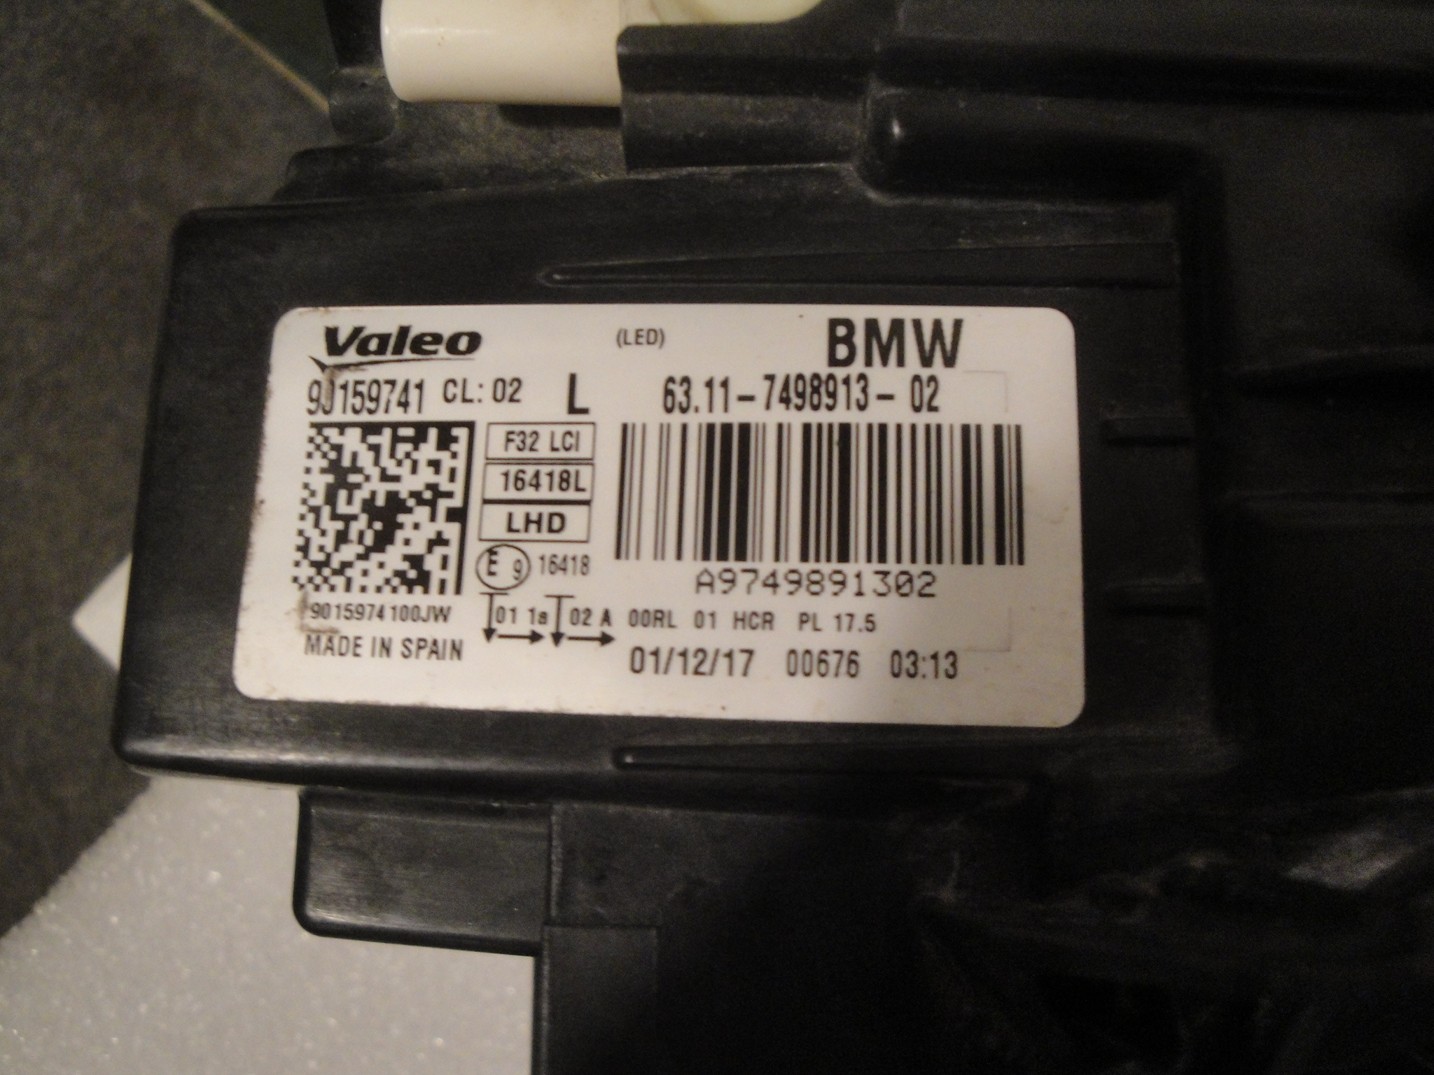 Valeo (LED) BMW
90159741 CL: 02 L 63.11-7498913-02
F32 LCI
16418L
LHD
E 9 16418
A9749891302
9015974100JW 01 1a 02 A 00RL 01 HCR PL 17.5
MADE IN SPAIN 01/12/17 00676 03:13